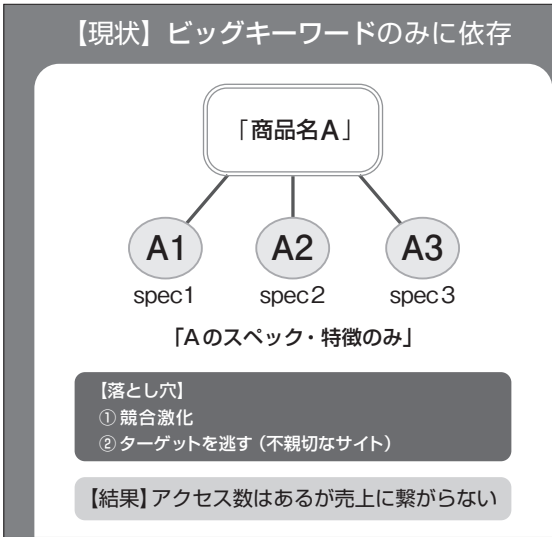 【現状】ビッグキーワードのみに依存
「商品名A」
A1 A2 A3
spec1 spec2 spec3
「Aのスペック・特徴のみ」
【落とし穴】
① 競合激化
② ターゲットを逃す（不親切なサイト）
【結果】アクセス数はあるが売上に繋がらない